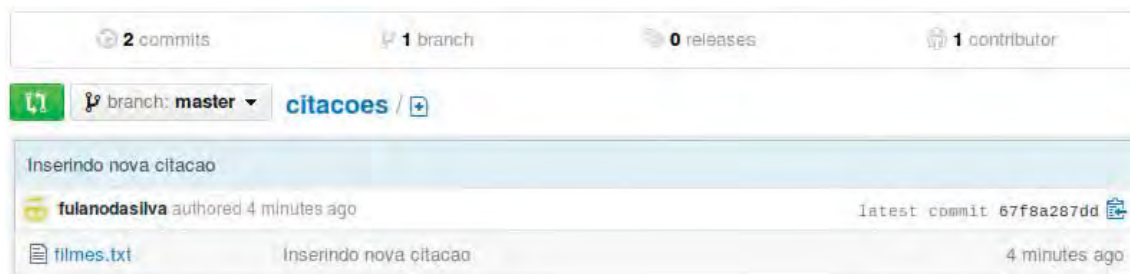 2 commits 1 branch 0 releases 1 contributor
branch: master citacoes /
Inserindo nova citacao
fulanodasilva authored 4 minutes ago latest commit 67f8a287dd
filmes.txt Inserindo nova citacao 4 minutes ago